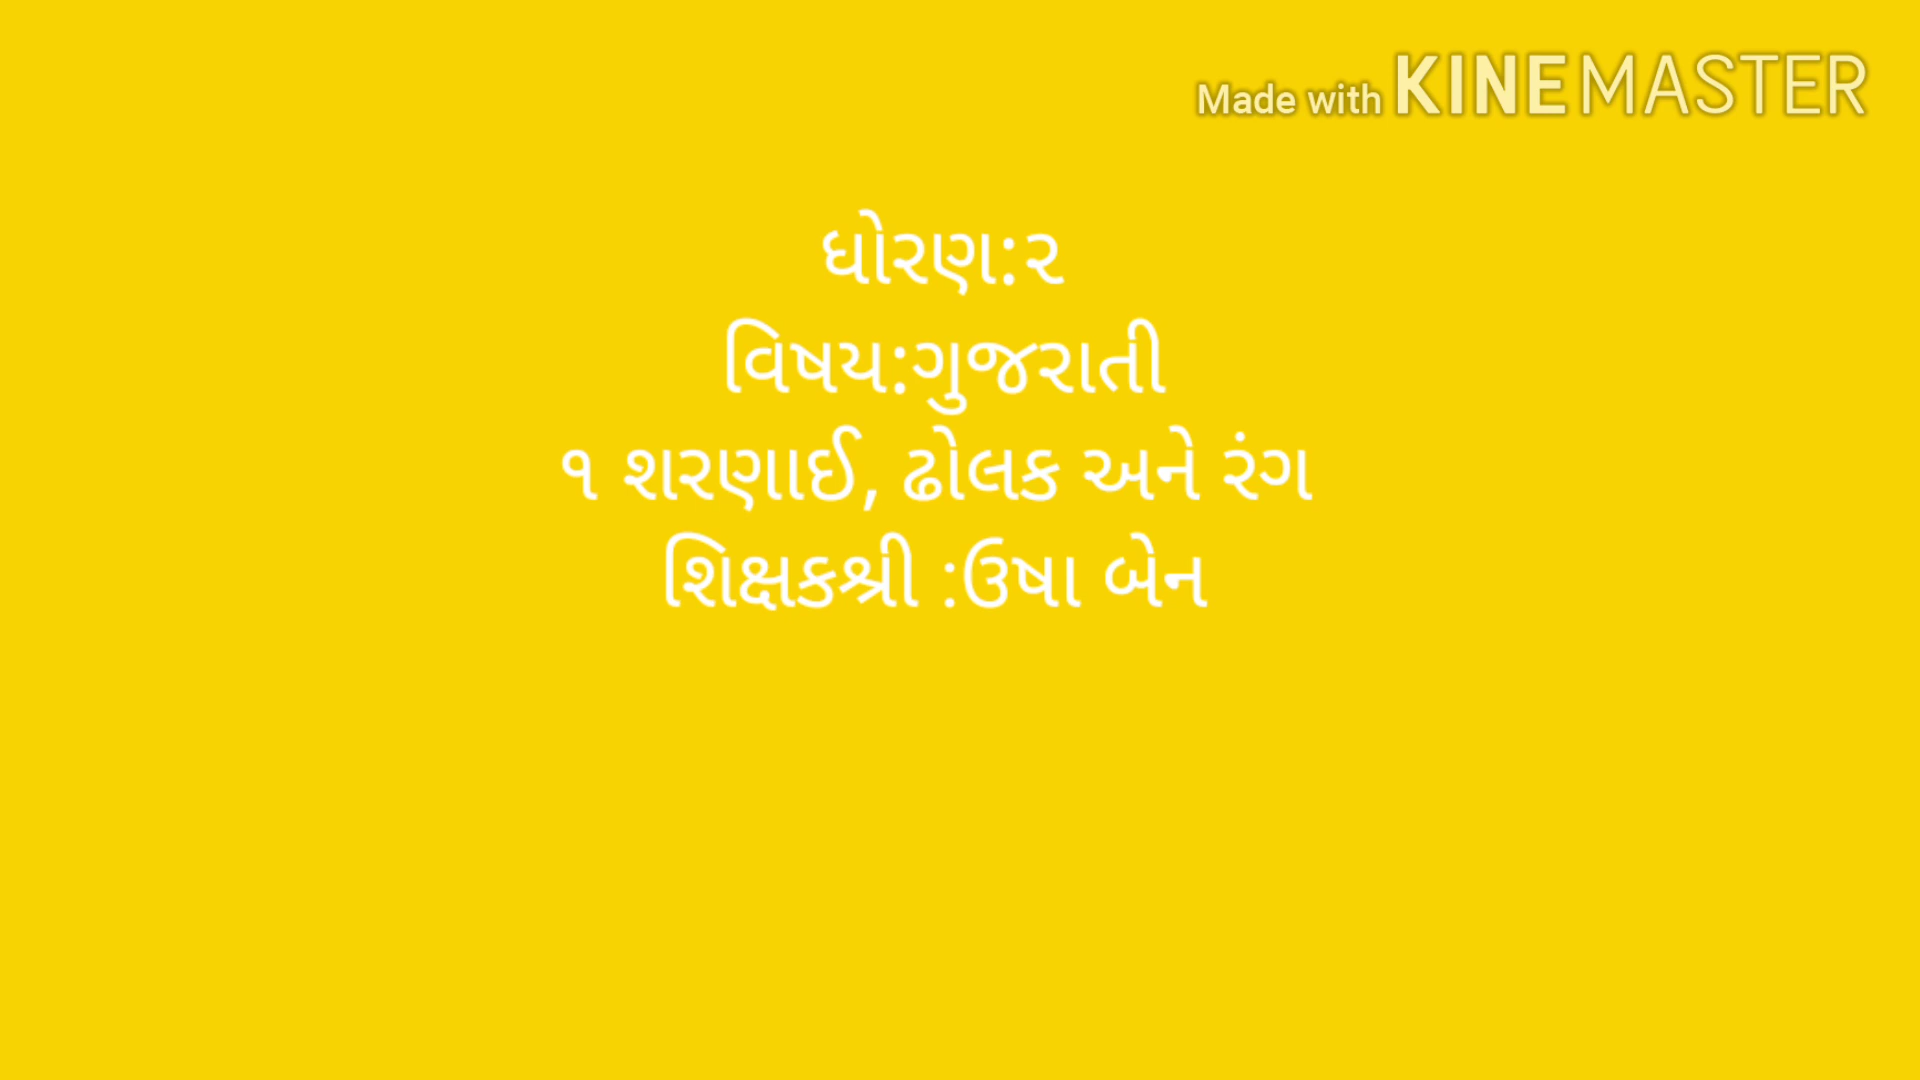 Made with KINEMASTER
ધોરણ:૨
વિષય:ગુજરાતી
૧ શરણાઈ, ઢોલક અને રંગ
શિક્ષકશ્રી :ઉષા બેન